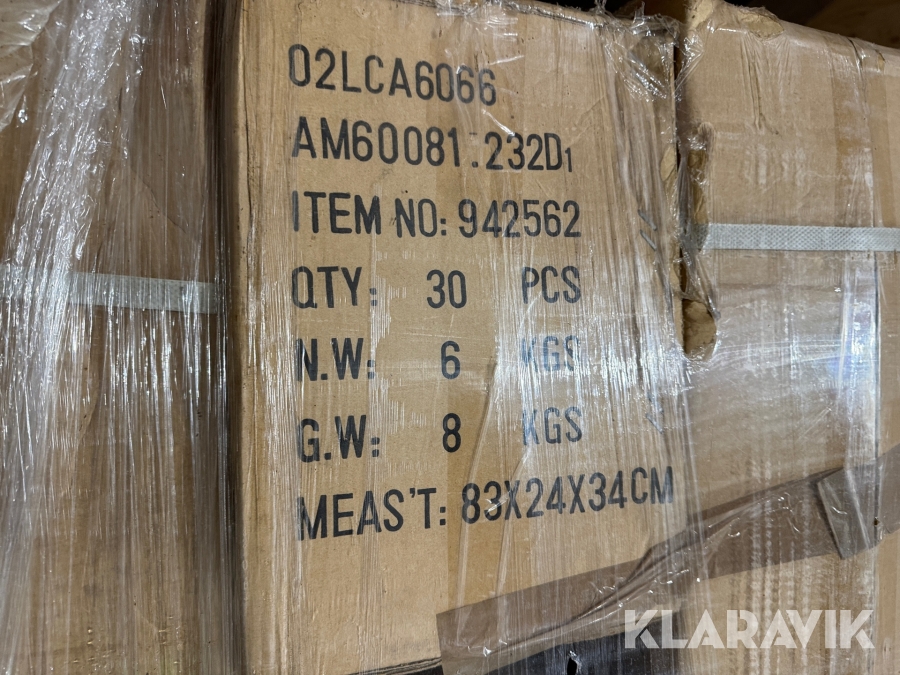 02LCA6066
AM60081.232D1
ITEM NO: 942562
QTY: 30 PCS
N.W: 6 KGS
G.W: 8 KGS
MEAS'T: 83X24X34CM
KLARAVIK